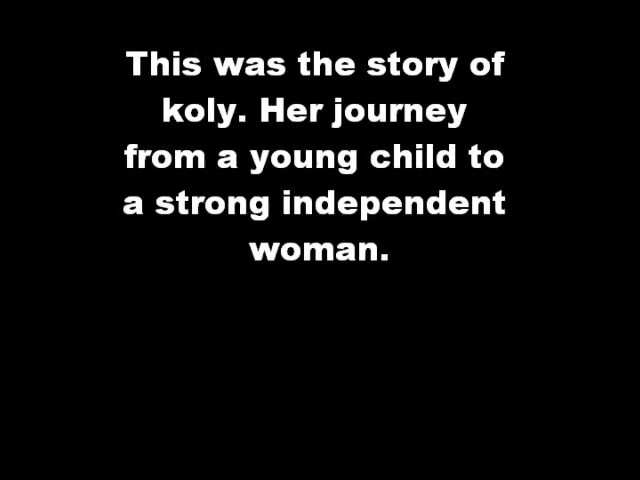 This was the story of
koly. Her journey
from a young child to
a strong independent
woman.